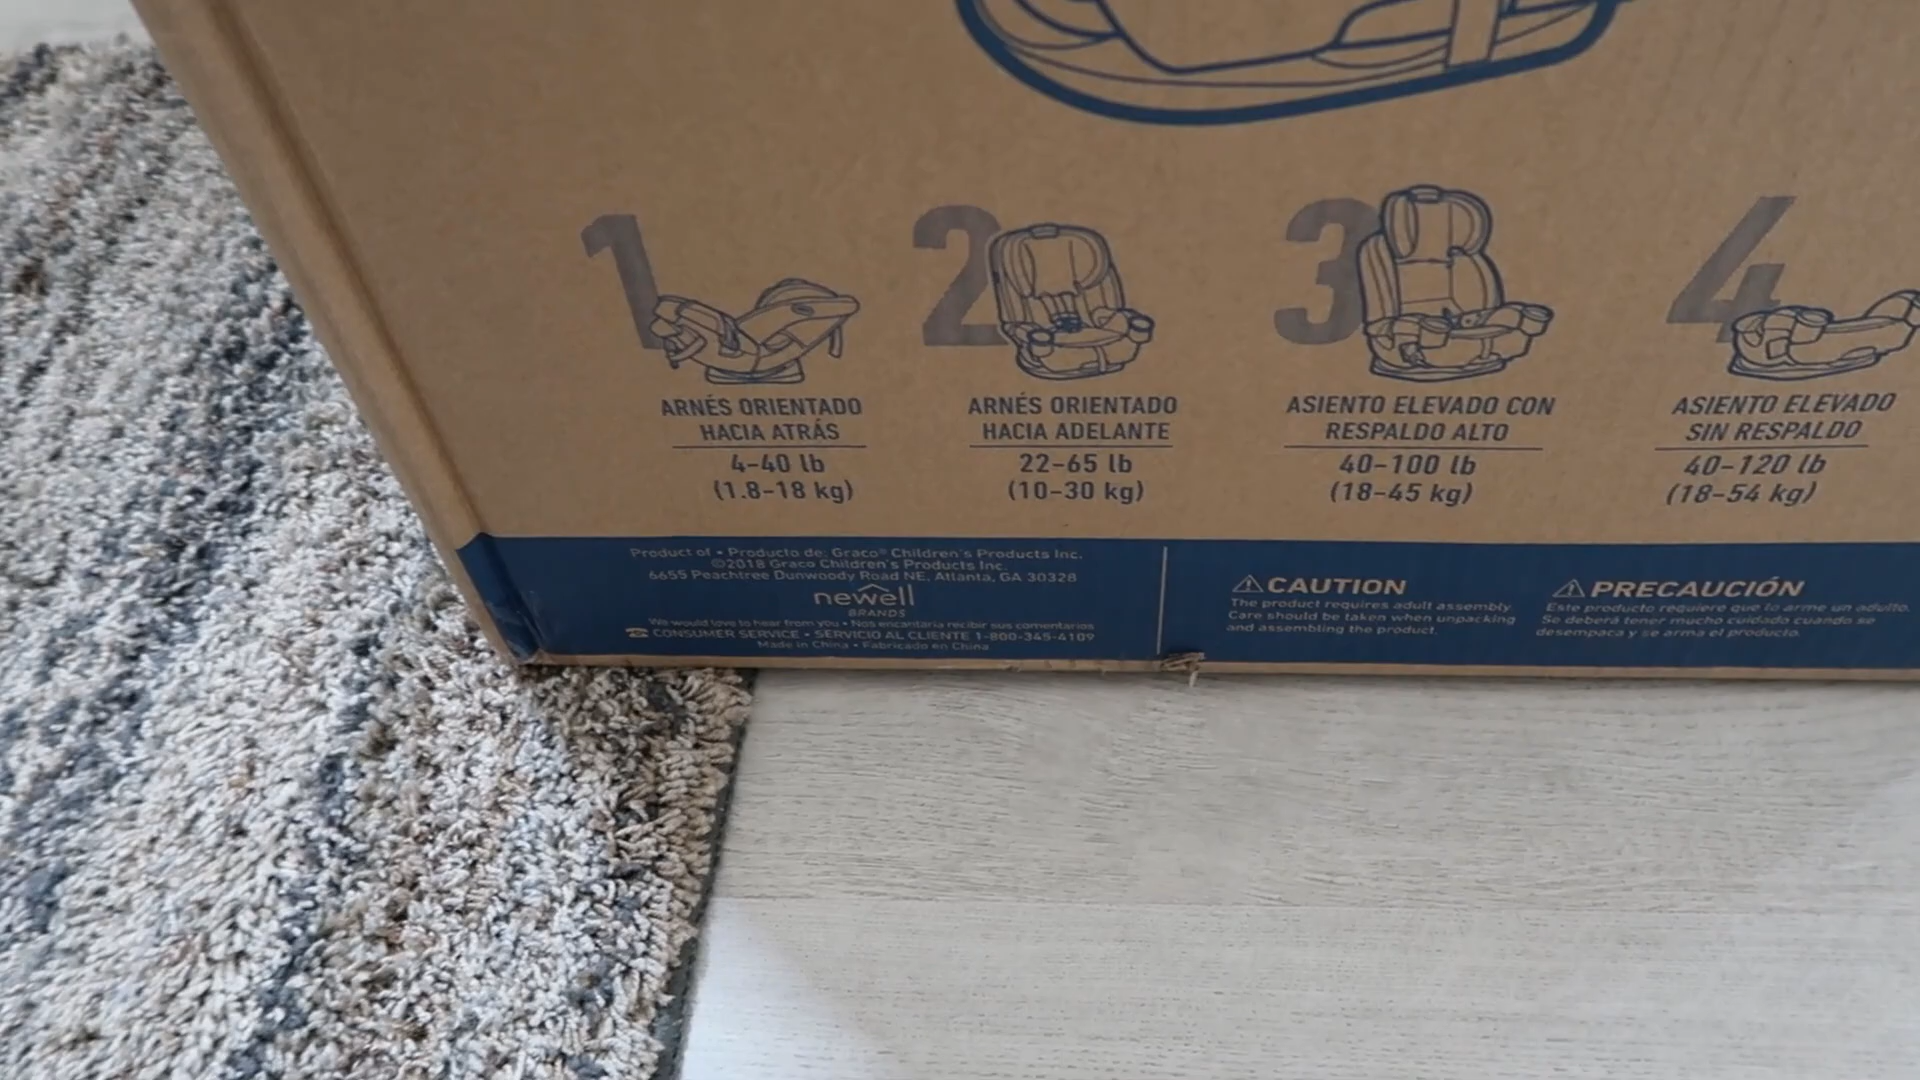 1
ARNÉS ORIENTADO
HACIA ATRÁS
4-40 lb
(1.8-18 kg)
2
ARNÉS ORIENTADO
HACIA ADELANTE
22-65 lb
(10-30 kg)
3
ASIENTO ELEVADO CON
RESPALDO ALTO
40-100 lb
(18-45 kg)
4
ASIENTO ELEVADO
SIN RESPALDO
40-120 lb
(18-54 kg)
Product of • Producto de: Graco® Children's Products Inc.
©2018 Graco Children's Products Inc.
6655 Peachtree Dunwoody Road NE, Atlanta, GA 30328
newell
BRANDS
We would love to hear from you • Nos encantaría recibir sus comentarios
CONSUMER SERVICE • SERVICIO AL CLIENTE 1-800-345-4109
Made in China • Fabricado en China
CAUTION
The product requires adult assembly.
Care should be taken when unpacking
and assembling the product.
PRECAUCIÓN
Este producto requiere que lo arme un adulto.
Se deberá tener mucho cuidado cuando se
desempaca y se arma el producto.